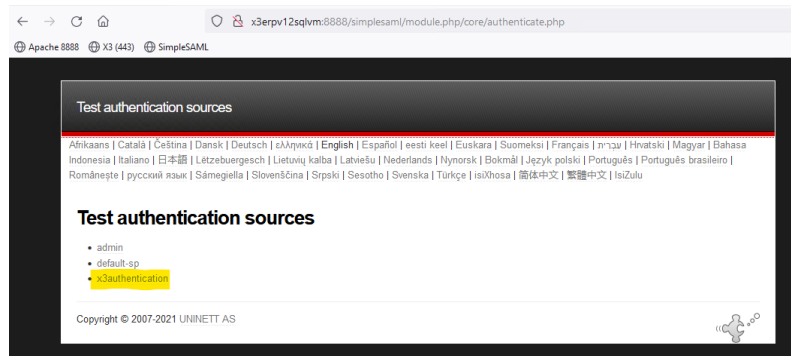 x3erpv12sqlvm:8888/simplesaml/module.php/core/authenticate.php
Apache 8888 X3 (443) SimpleSAML
Test authentication sources
Afrikaans | Català | Čeština | Dansk | Deutsch | ελληνικά | English | Español | eesti keel | Euskara | Suomeksi | Français | עִבְרִית | Hrvatski | Magyar | Bahasa
Indonesia | Italiano | 日本語 | Lëtzebuergesch | Lietuvių kalba | Latviešu | Nederlands | Nynorsk | Bokmål | Język polski | Português | Português brasileiro |
Românește | русский язык | Sámegiella | Slovenščina | Srpski | Sesotho | Svenska | Türkçe | isiXhosa | 简体中文 | 繁體中文 | IsiZulu
Test authentication sources
admin
default-sp
x3authentication
Copyright © 2007-2021 UNINETT AS